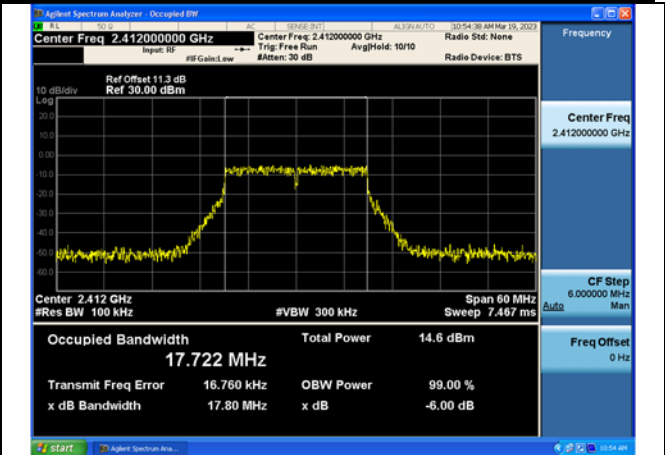 Agilent Spectrum Analyzer - Occupied BW
RL 50 Ω AC SENSE:INT ALIGN AUTO 10:54:38 AM Mar 19, 2023
Center Freq 2.412000000 GHz Center Freq: 2.412000000 GHz Radio Std: None Frequency
Input: RF Trig: Free Run Avg|Hold: 10/10
#IFGain:Low #Atten: 30 dB Radio Device: BTS
Ref Offset 11.3 dB
10 dB/div Ref 30.00 dBm
Log
20.0
10.0
0.00
-10.0
-20.0
-30.0
-40.0
-50.0
-60.0
Center Freq
2.412000000 GHz
CF Step
6.000000 MHz
Auto Man
Freq Offset
0 Hz
Center 2.412 GHz Span 60 MHz
#Res BW 100 kHz #VBW 300 kHz Sweep 7.467 ms
Occupied Bandwidth Total Power 14.6 dBm
17.722 MHz
Transmit Freq Error 16.760 kHz OBW Power 99.00 %
x dB Bandwidth 17.80 MHz x dB -6.00 dB
start Agilent Spectrum Ana... 10:54 AM